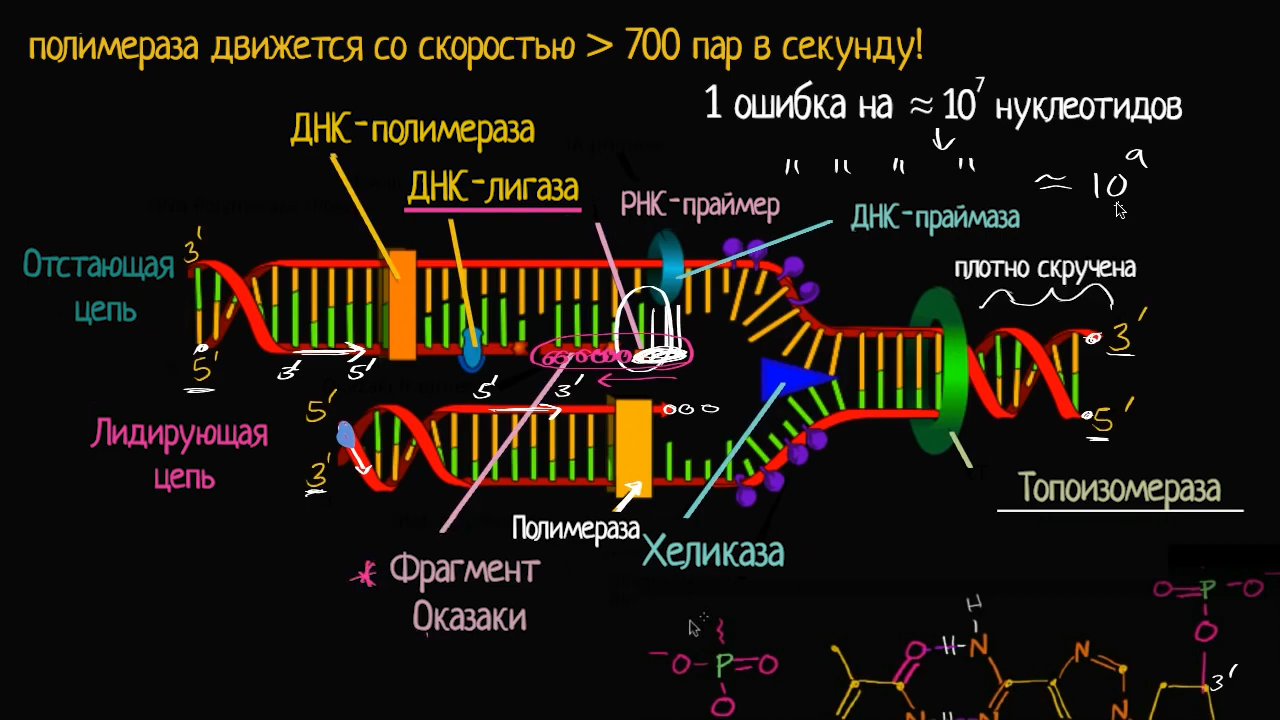 полимераза движется со скоростью > 700 пар в секунду!
1 ошибка на ≈ 10⁷ нуклеотидов
" " " "
≈ 10⁹
ДНК-полимераза
ДНК-лигаза
РНК-праймер
ДНК-праймаза
Отстающая
цепь
3'
5'
плотно скручена
3'
5'
3' 5'
5' 3'
Лидирующая
цепь
5'
3'
Топоизомераза
Полимераза
Хеликаза
* Фрагмент
Оказаки
O=P-O⁻
O
3'
⁻O-P=O
O
H
O H-N
N
N
N
H